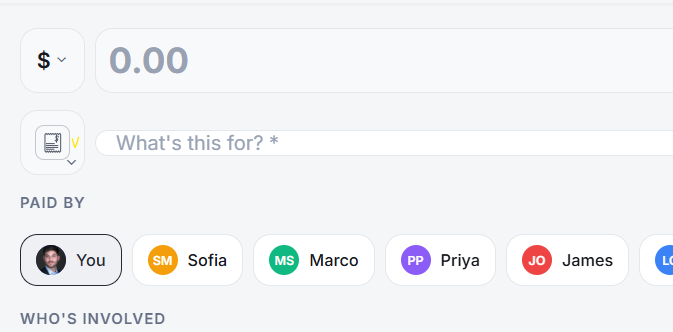 $ 0.00
V What's this for? *
PAID BY
You SM Sofia MS Marco PP Priya JO James
WHO'S INVOLVED